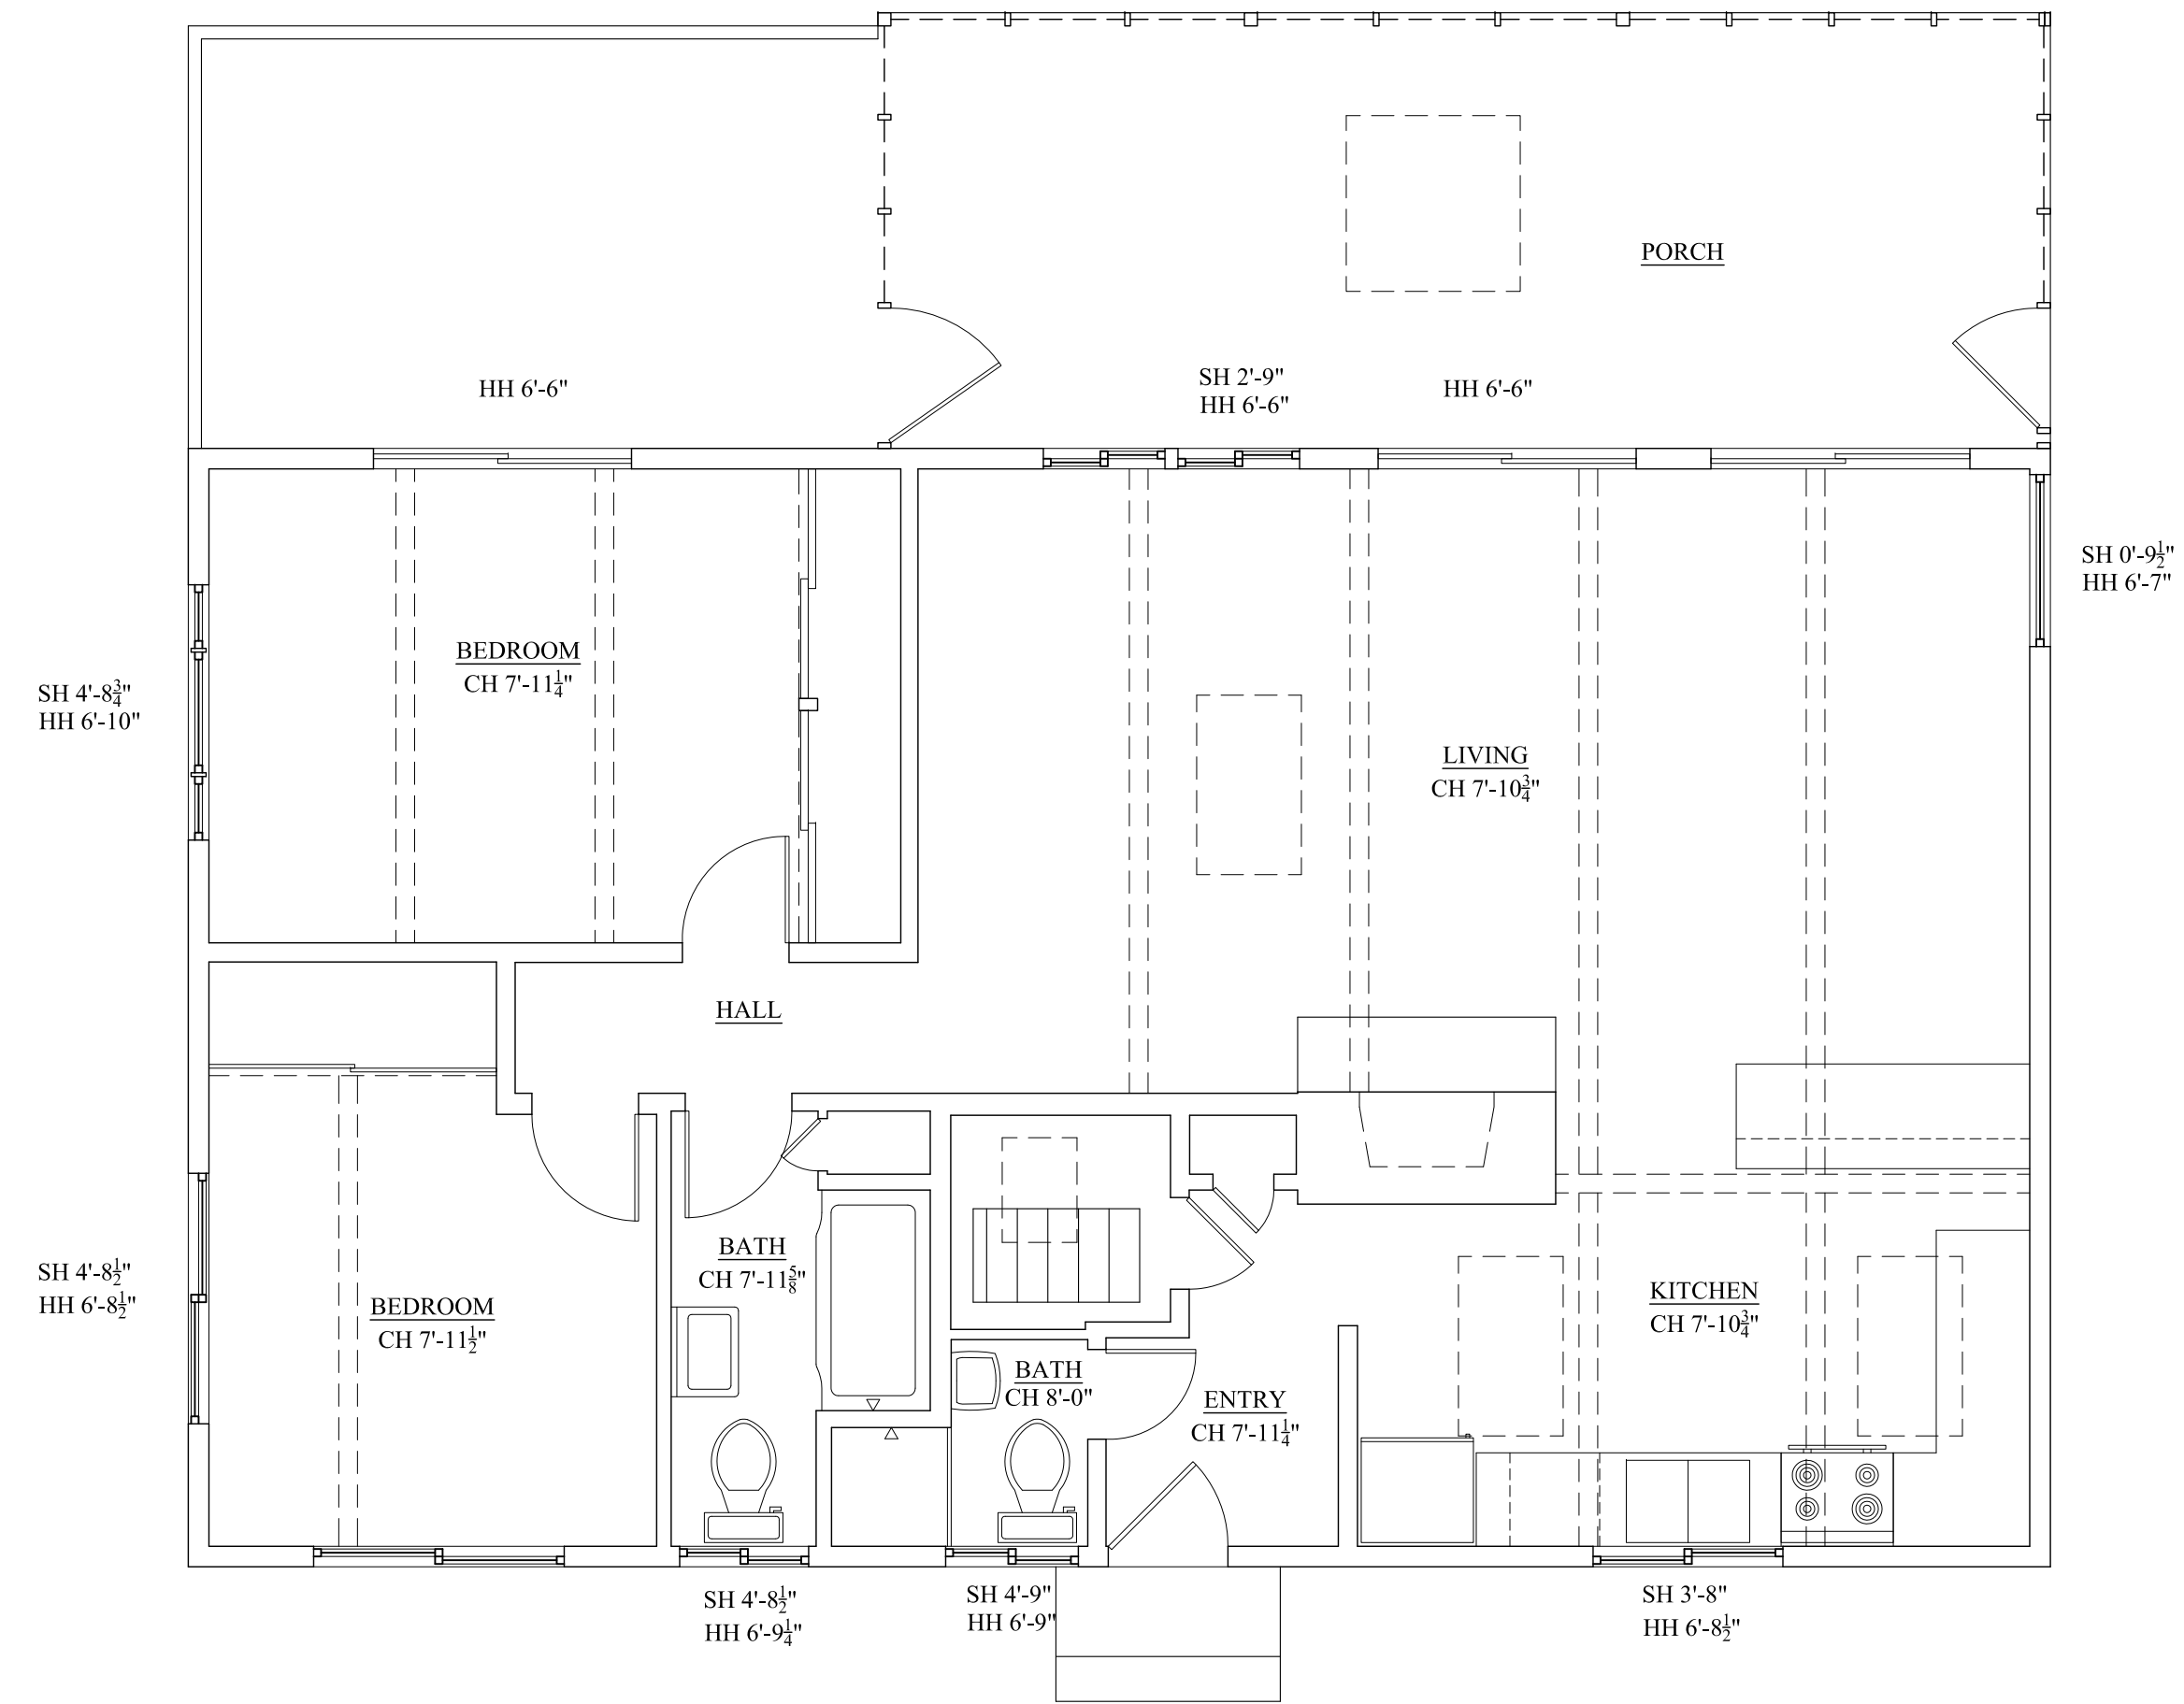 PORCH
HH 6'-6"
SH 2'-9"
HH 6'-6"
HH 6'-6"
SH 0'-9½"
HH 6'-7"
BEDROOM
CH 7'-11¼"
SH 4'-8¾"
HH 6'-10"
LIVING
CH 7'-10¾"
HALL
BATH
CH 7'-11⅝"
SH 4'-8½"
HH 6'-8½"
BEDROOM
CH 7'-11½"
KITCHEN
CH 7'-10¾"
BATH
CH 8'-0"
ENTRY
CH 7'-11¼"
SH 4'-8½"
HH 6'-9¼"
SH 4'-9"
HH 6'-9"
SH 3'-8"
HH 6'-8½"